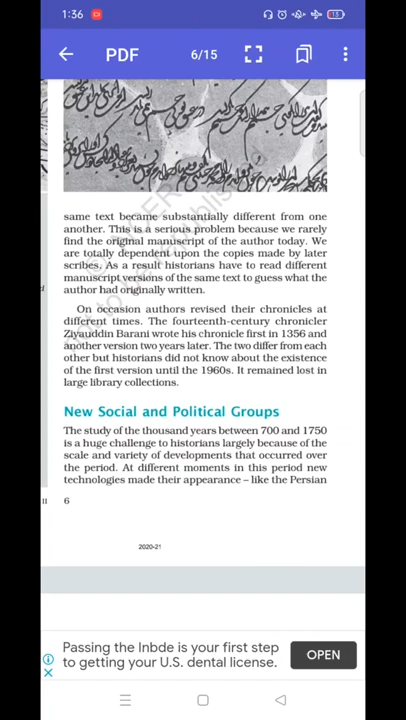 1:36
15
PDF
6/15
same text became substantially different from one
another. This is a serious problem because we rarely
find the original manuscript of the author today. We
are totally dependent upon the copies made by later
scribes. As a result historians have to read different
manuscript versions of the same text to guess what the
author had originally written.
On occasion authors revised their chronicles at
different times. The fourteenth-century chronicler
Ziyauddin Barani wrote his chronicle first in 1356 and
another version two years later. The two differ from each
other but historians did not know about the existence
of the first version until the 1960s. It remained lost in
large library collections.
New Social and Political Groups
The study of the thousand years between 700 and 1750
is a huge challenge to historians largely because of the
scale and variety of developments that occurred over
the period. At different moments in this period new
technologies made their appearance – like the Persian
6
2020-21
Passing the Inbde is your first step
to getting your U.S. dental license.
OPEN